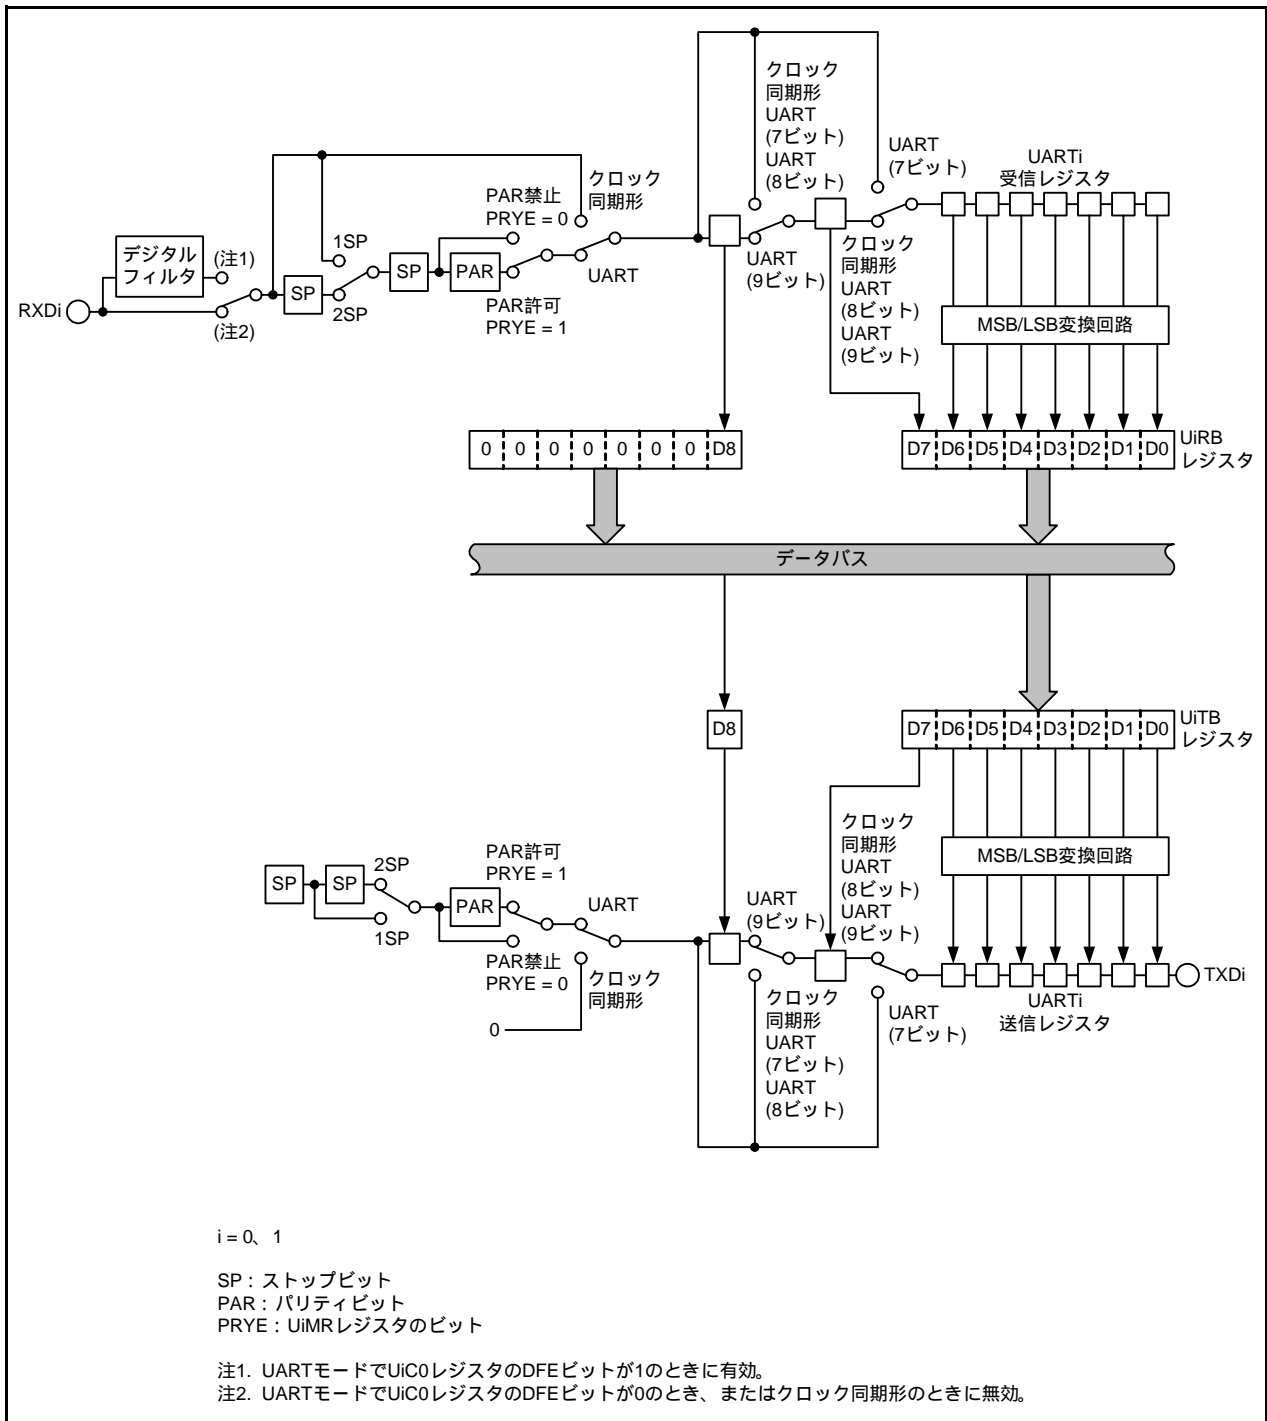 クロック
同期形
UART
(7ビット)
UART
(8ビット)
UART
(7ビット)
UARTi
受信レジスタ
PAR禁止
PRYE = 0
クロック
同期形
デジタル
フィルタ
(注1)
1SP
SP
2SP
SP
PAR
UART
PAR許可
PRYE = 1
RXDi
(注2)
UART
(9ビット)
クロック
同期形
UART
(8ビット)
UART
(9ビット)
MSB/LSB変換回路
0 0 0 0 0 0 0 D8
D7 D6 D5 D4 D3 D2 D1 D0
UiRB
レジスタ
データバス
D8
D7 D6 D5 D4 D3 D2 D1 D0
UiTB
レジスタ
MSB/LSB変換回路
クロック
同期形
UART
(8ビット)
UART
(9ビット)
UART
(9ビット)
PAR許可
PRYE = 1
SP
SP
2SP
1SP
PAR
UART
PAR禁止
PRYE = 0
クロック
同期形
0
クロック
同期形
UART
(7ビット)
UART
(8ビット)
UART
(7ビット)
UARTi
送信レジスタ
TXDi
i = 0、1
SP : ストップビット
PAR : パリティビット
PRYE : UiMRレジスタのビット
注1. UARTモードでUiC0レジスタのDFEビットが1のときに有効。
注2. UARTモードでUiC0レジスタのDFEビットが0のとき、またはクロック同期形のときに無効。